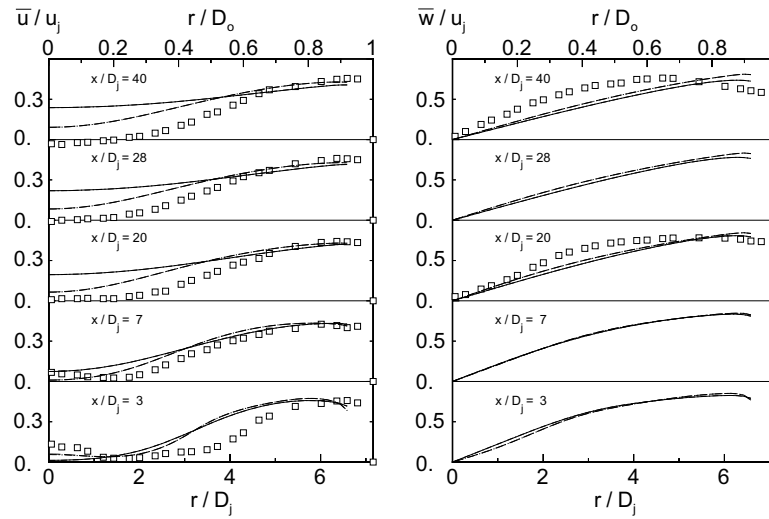 u̅ / u_j r / D_o
0 0.2 0.4 0.6 0.8 1
x / D_j = 40
0.3
0.
x / D_j = 28
0.3
0.
x / D_j = 20
0.3
0.
x / D_j = 7
0.3
0.
x / D_j = 3
0.3
0.
0 2 4 6
r / D_j
w̅ / u_j r / D_o
0 0.2 0.4 0.6 0.8
x / D_j = 40
0.5
0.
x / D_j = 28
0.5
0.
x / D_j = 20
0.5
0.
x / D_j = 7
0.5
0.
x / D_j = 3
0.5
0.
0 2 4 6
r / D_j